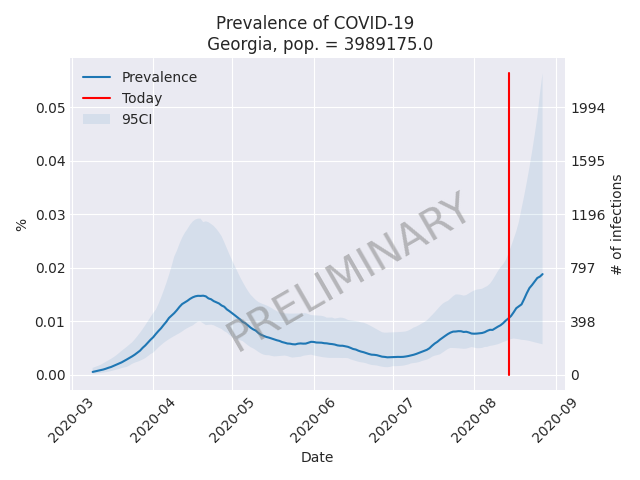 Prevalence of COVID-19
Georgia, pop. = 3989175.0
Prevalence
Today
95CI
PRELIMINARY
%
0.05
0.04
0.03
0.02
0.01
0.00
1994
1595
1196
797
398
0
# of infections
2020-03
2020-04
2020-05
2020-06
2020-07
2020-08
2020-09
Date